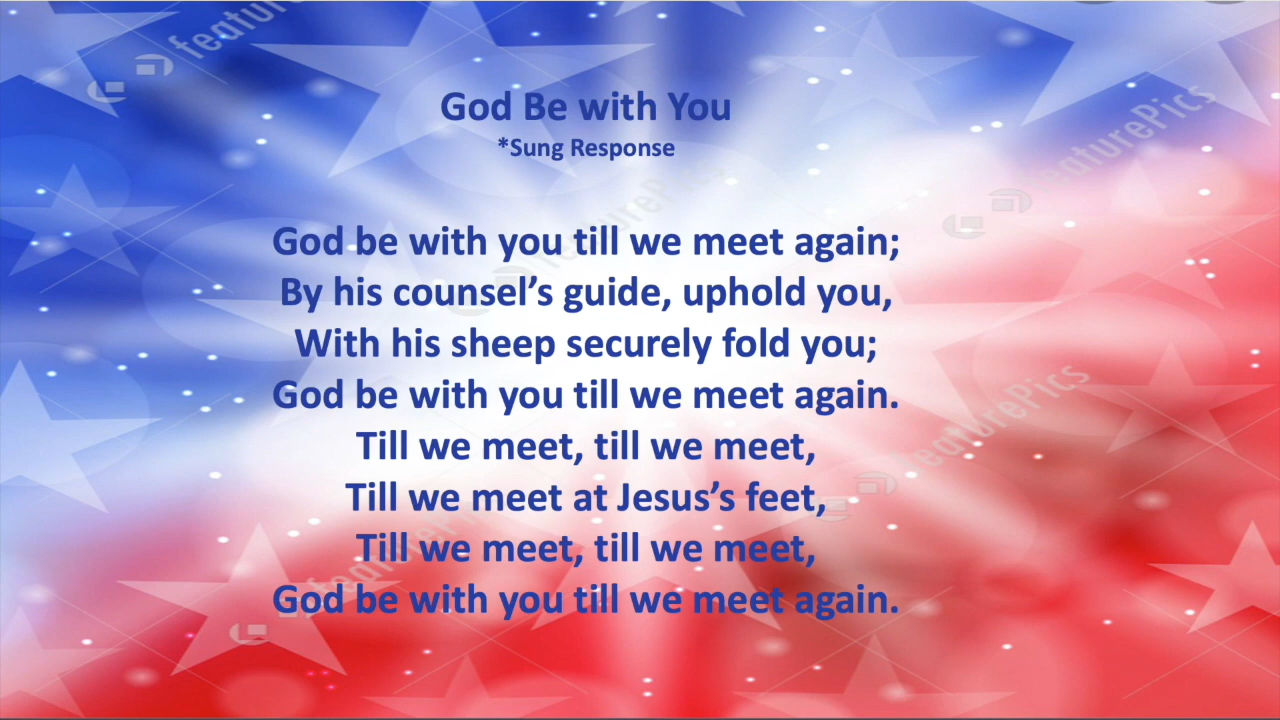 God Be with You
*Sung Response
God be with you till we meet again;
By his counsel’s guide, uphold you,
With his sheep securely fold you;
God be with you till we meet again.
Till we meet, till we meet,
Till we meet at Jesus’s feet,
Till we meet, till we meet,
God be with you till we meet again.
featurePics
featurePics
featurePics